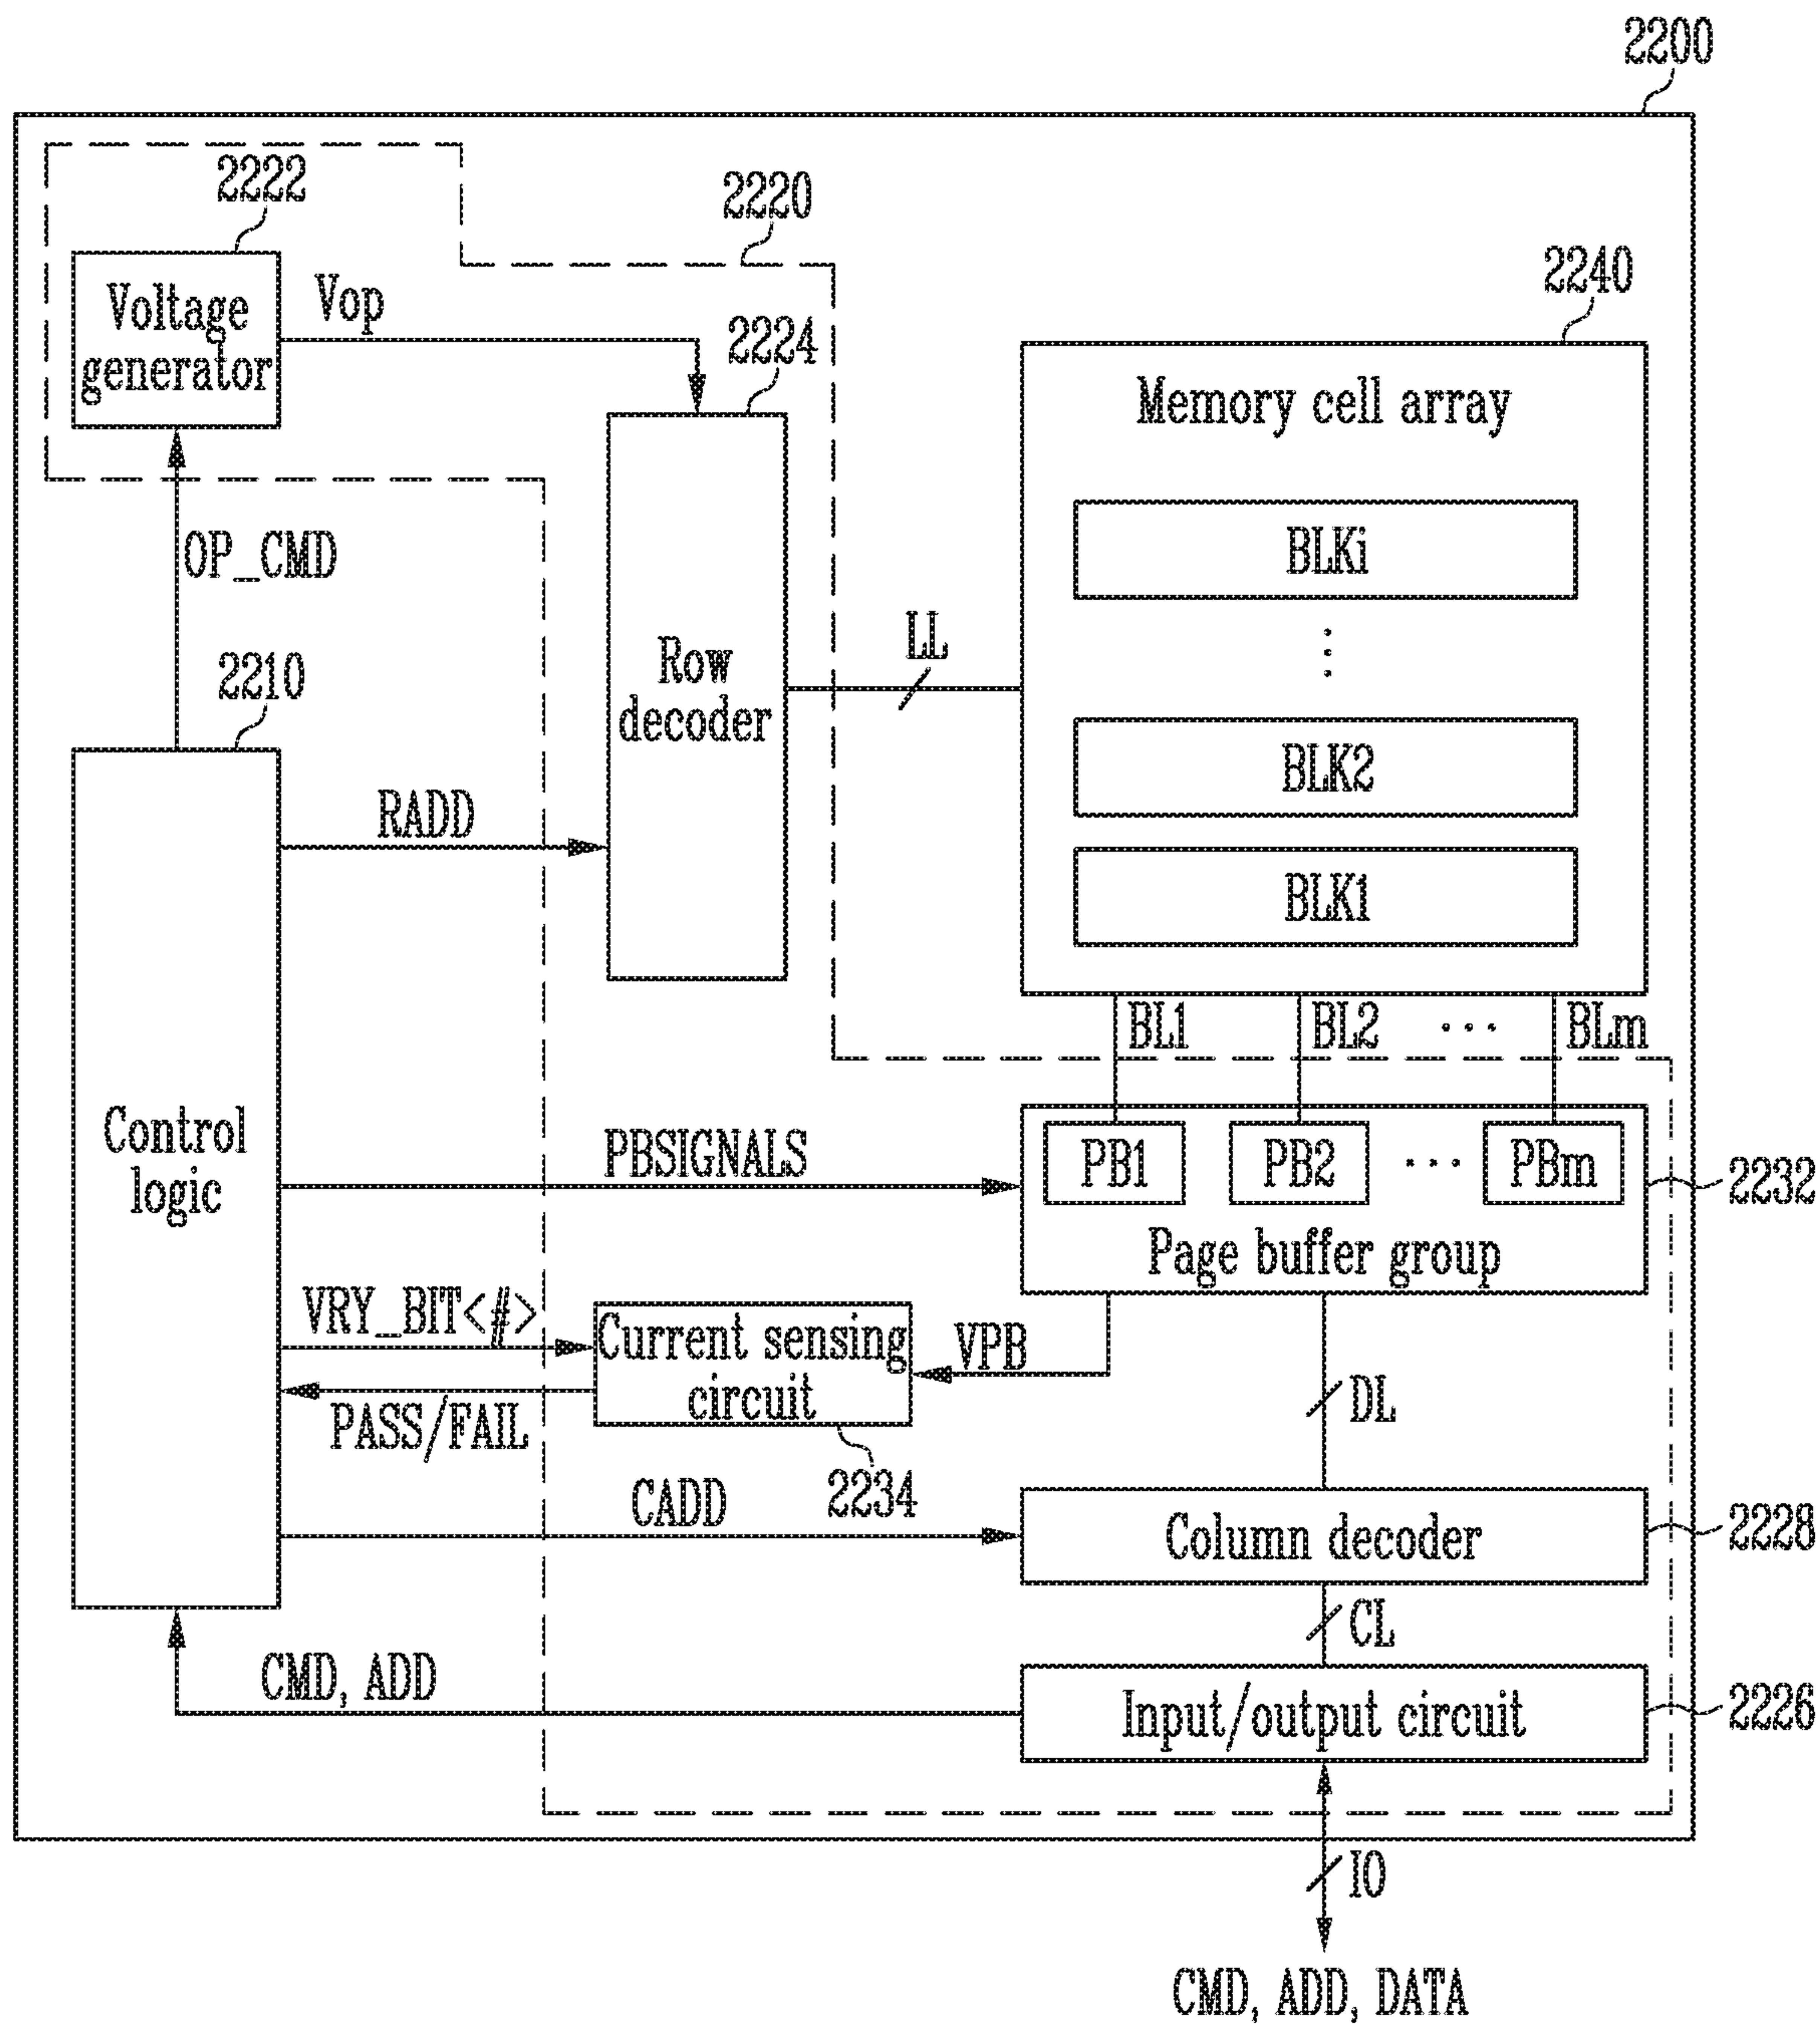 2200
2222
2220
Voltage
generator
Vop
2224
2240
Memory cell array
BLKi
OP_CMD
LL
Row
decoder
2210
BLK2
RADD
BLK1
BL1 BL2 ··· BLm
Control
logic
PBSIGNALS
PB1 PB2 ··· PBm
2232
Page buffer group
VRY_BIT<#>
Current sensing
circuit
VPB
PASS/FAIL
DL
2234
CADD
Column decoder
2228
CL
CMD, ADD
Input/output circuit
2226
IO
CMD, ADD, DATA